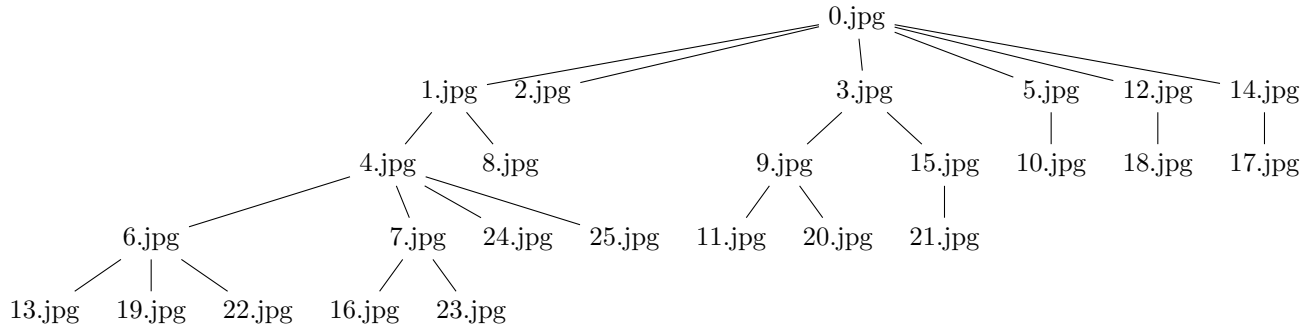 0.jpg
1.jpg 2.jpg 3.jpg 5.jpg 12.jpg 14.jpg
4.jpg 8.jpg 9.jpg 15.jpg 10.jpg 18.jpg 17.jpg
6.jpg 7.jpg 24.jpg 25.jpg 11.jpg 20.jpg 21.jpg
13.jpg 19.jpg 22.jpg 16.jpg 23.jpg